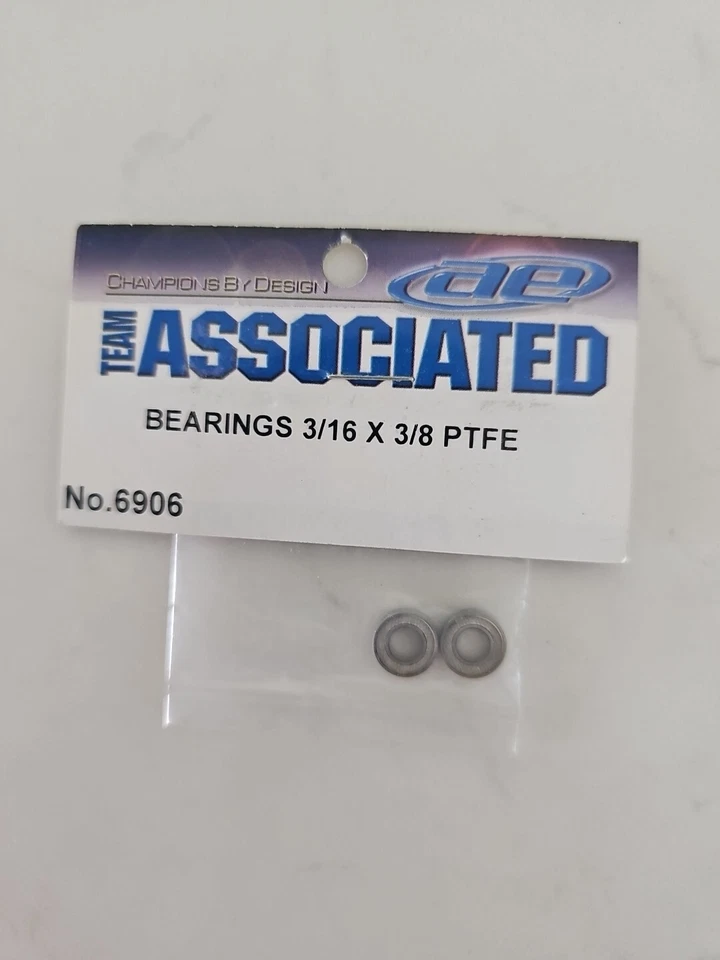 CHAMPIONS BY DESIGN
ae
TEAM ASSOCIATED
BEARINGS 3/16 X 3/8 PTFE
No.6906